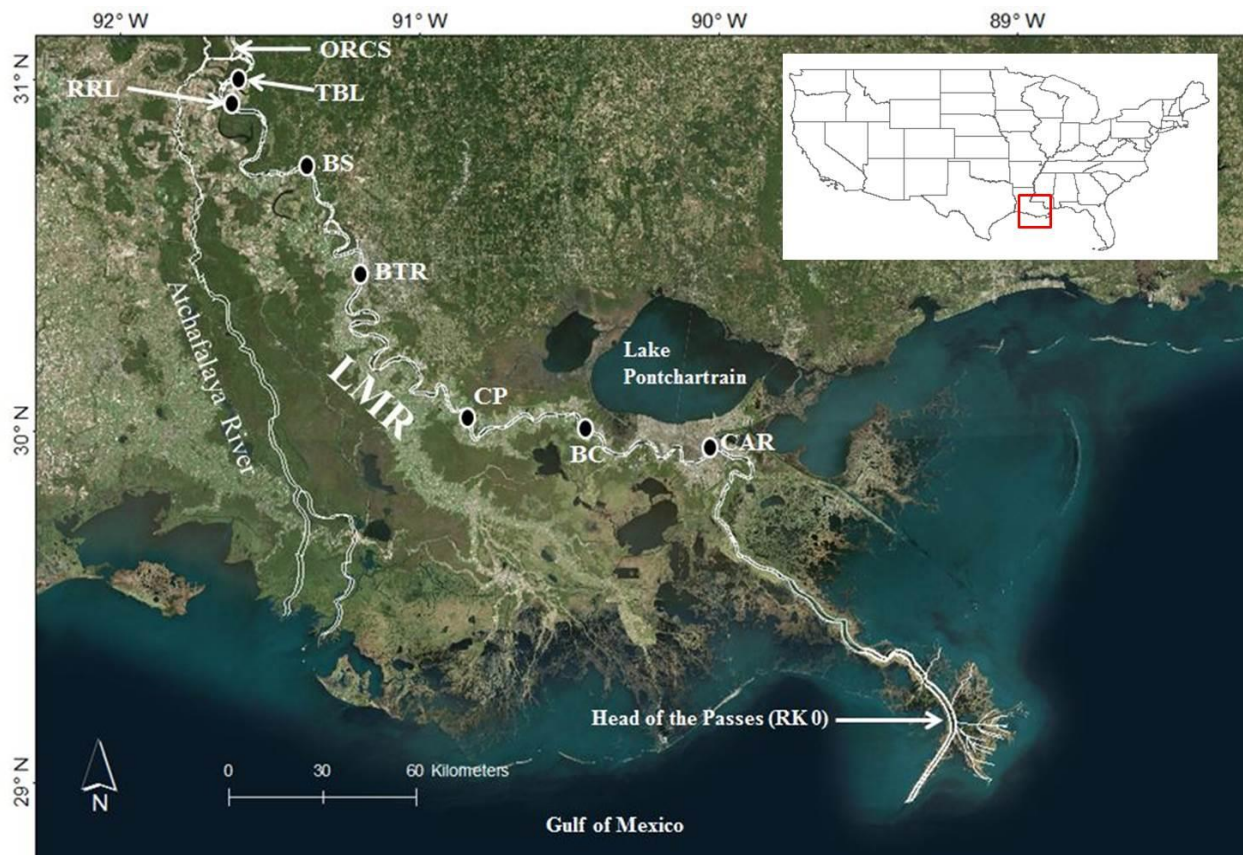 92° W
91° W
90° W
89° W
31° N
30° N
29° N
ORCS
RRL
TBL
BS
BTR
Atchafalaya River
LMR
Lake
Pontchartrain
CP
BC
CAR
Head of the Passes (RK 0)
0 30 60 Kilometers
N
Gulf of Mexico